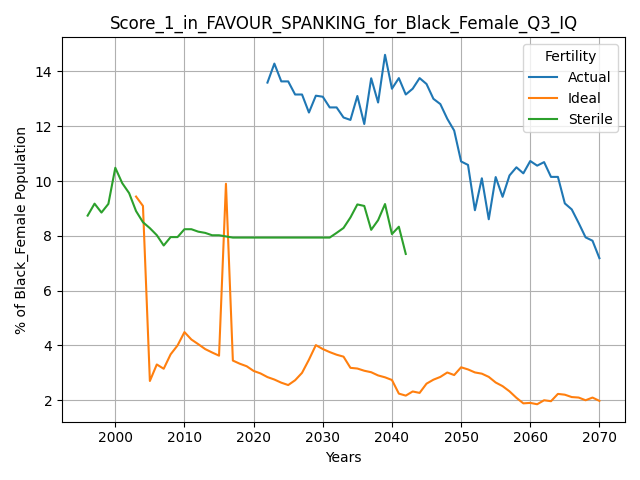 Score_1_in_FAVOUR_SPANKING_for_Black_Female_Q3_IQ
% of Black_Female Population
14
12
10
8
6
4
2
Fertility
Actual
Ideal
Sterile
2000 2010 2020 2030 2040 2050 2060 2070
Years